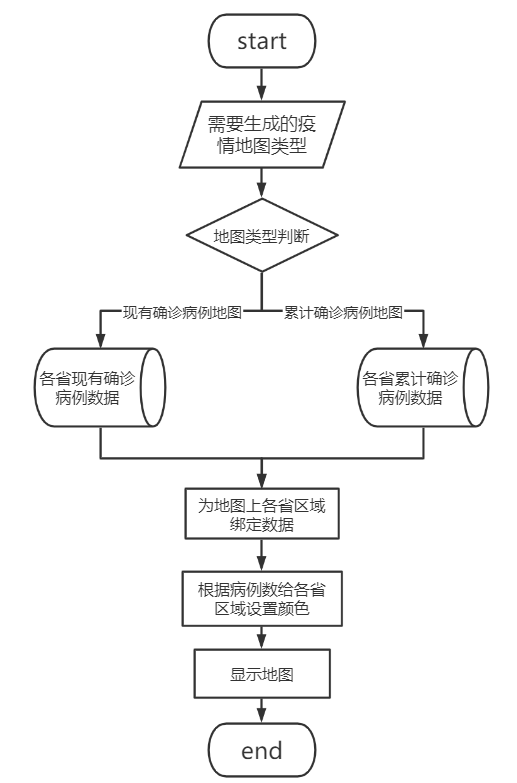 start
需要生成的疫
情地图类型
地图类型判断
现有确诊病例地图
累计确诊病例地图
各省现有确诊
病例数据
各省累计确诊
病例数据
为地图上各省区域
绑定数据
根据病例数给各省
区域设置颜色
显示地图
end